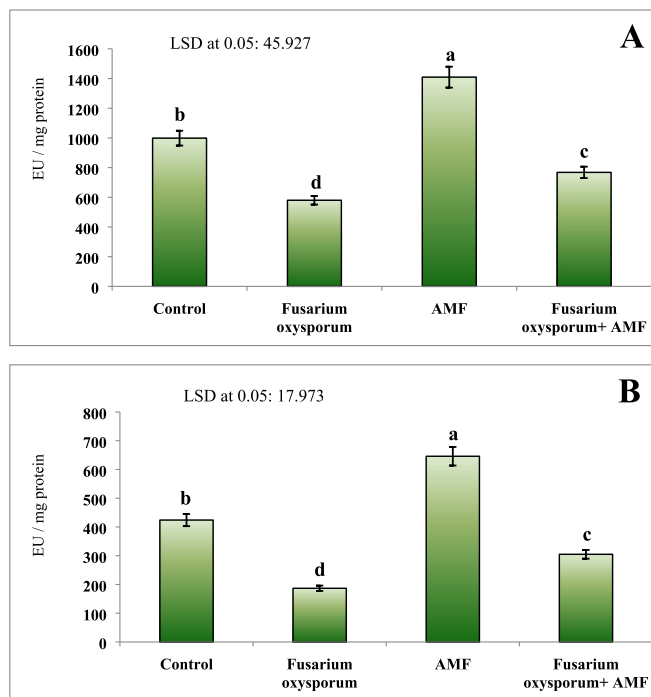 LSD at 0.05: 45.927
A
EU / mg protein
1600
1400
1200
1000
800
600
400
200
0
b
d
a
c
Control
Fusarium
oxysporum
AMF
Fusarium
oxysporum+ AMF
LSD at 0.05: 17.973
B
EU / mg protein
800
700
600
500
400
300
200
100
0
b
d
a
c
Control
Fusarium
oxysporum
AMF
Fusarium
oxysporum+ AMF